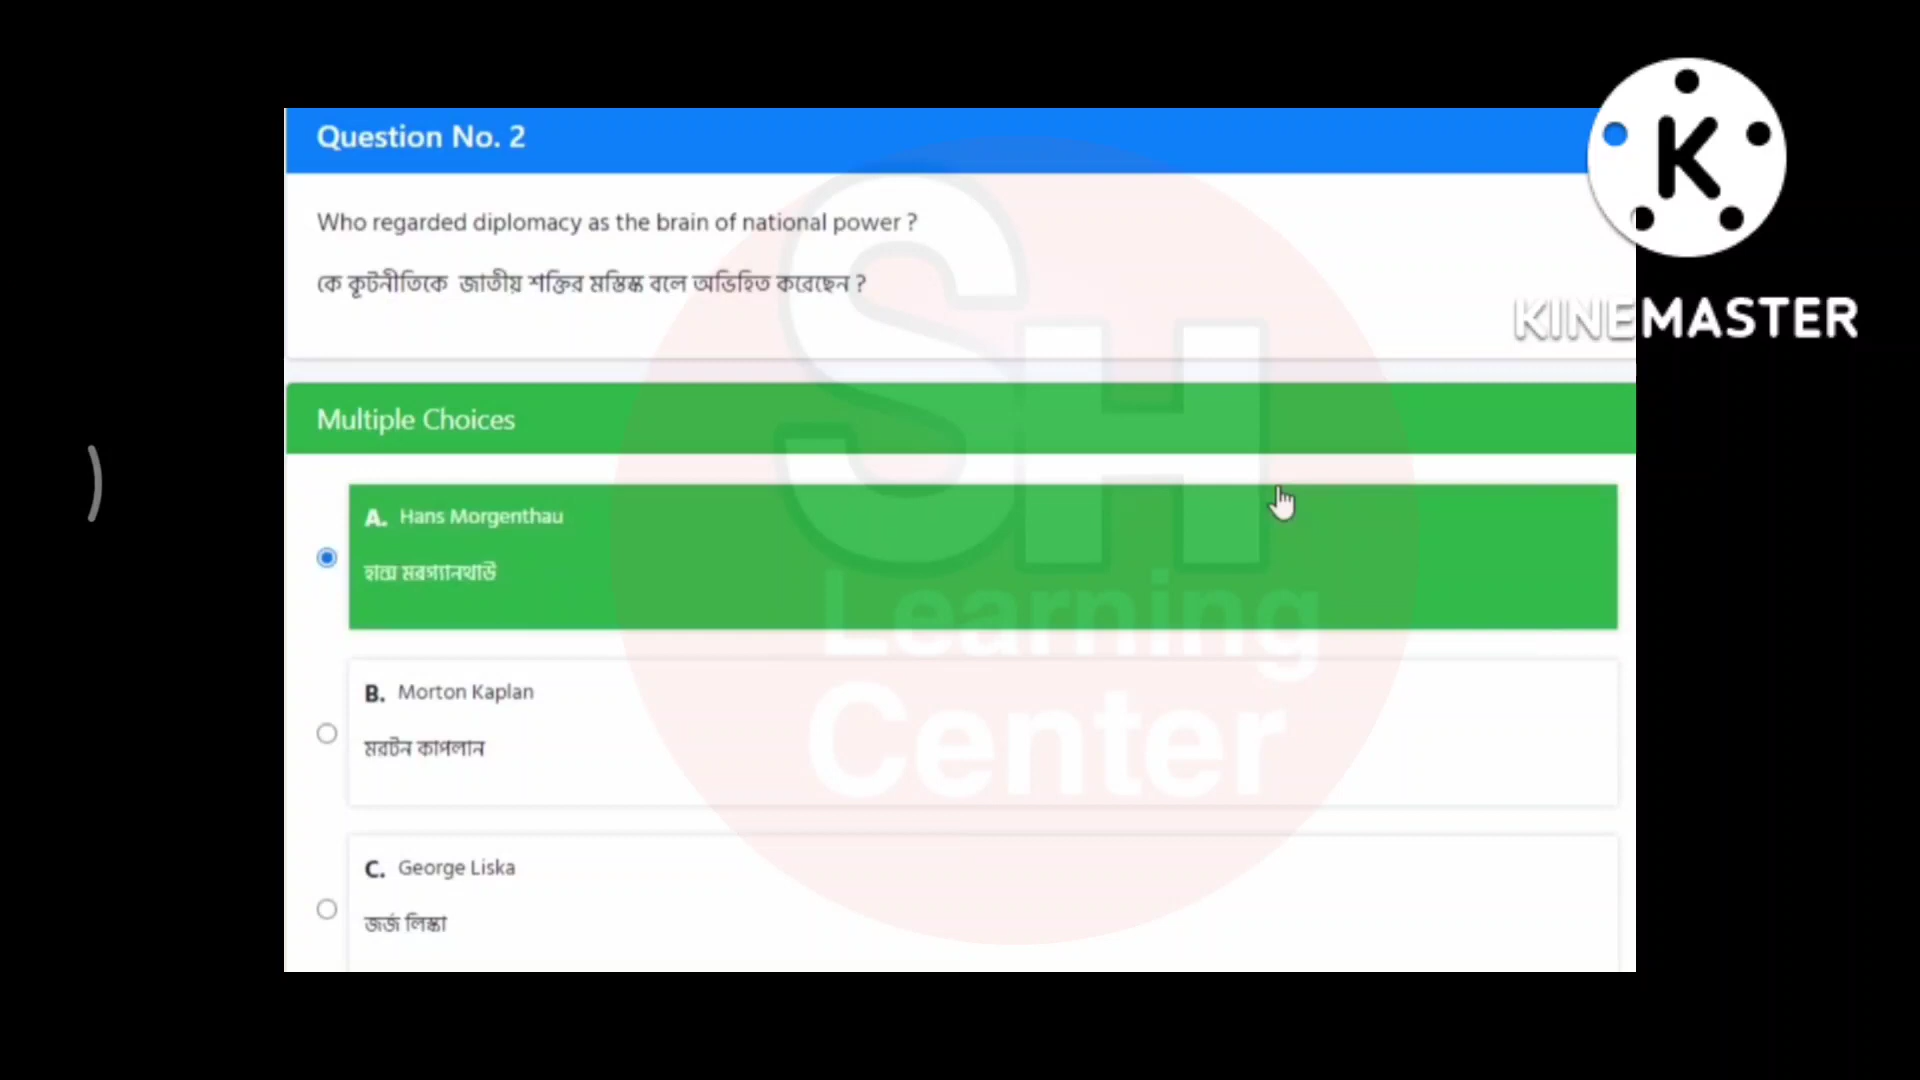 Question No. 2
Who regarded diplomacy as the brain of national power ?
কে কূটনীতিকে জাতীয় শক্তির মস্তিষ্ক বলে অভিহিত করেছেন ?
K
KINEMASTER
Multiple Choices
A. Hans Morgenthau
হান্স মরগ্যানথাউ
B. Morton Kaplan
মরটন কাপলান
C. George Liska
জর্জ লিস্কা
SH
Learning
Center